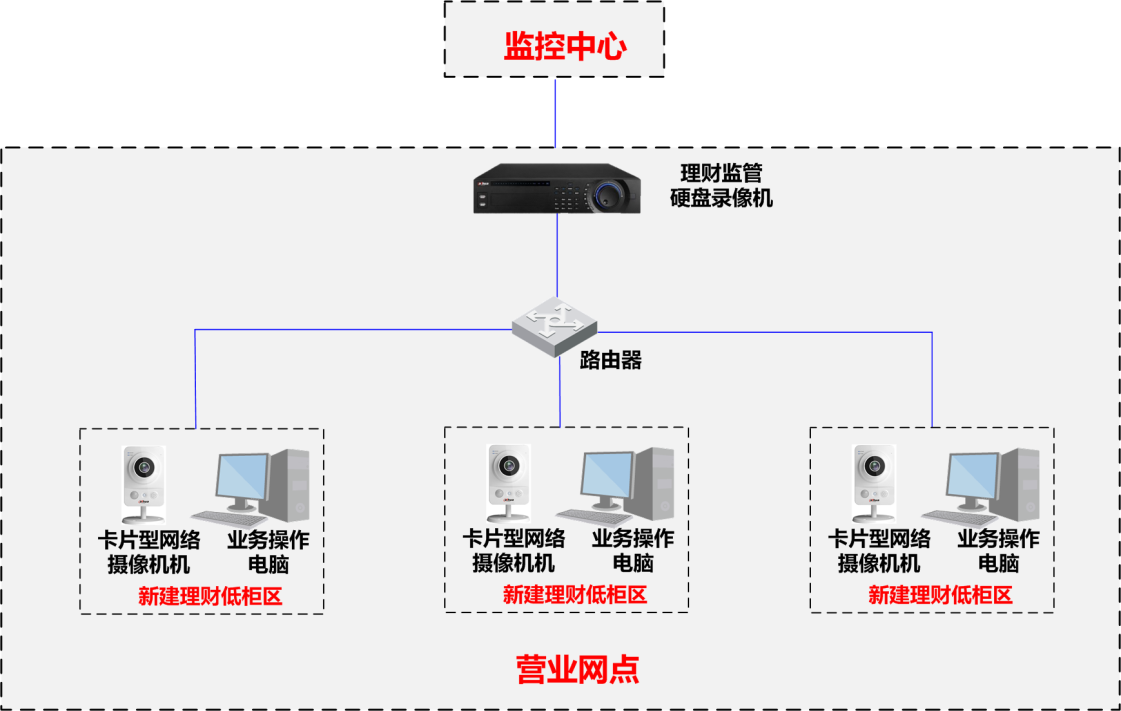 监控中心
理财监管
硬盘录像机
路由器
卡片型网络
摄像机机
业务操作
电脑
新建理财低柜区
卡片型网络
摄像机机
业务操作
电脑
新建理财低柜区
卡片型网络
摄像机机
业务操作
电脑
新建理财低柜区
营业网点